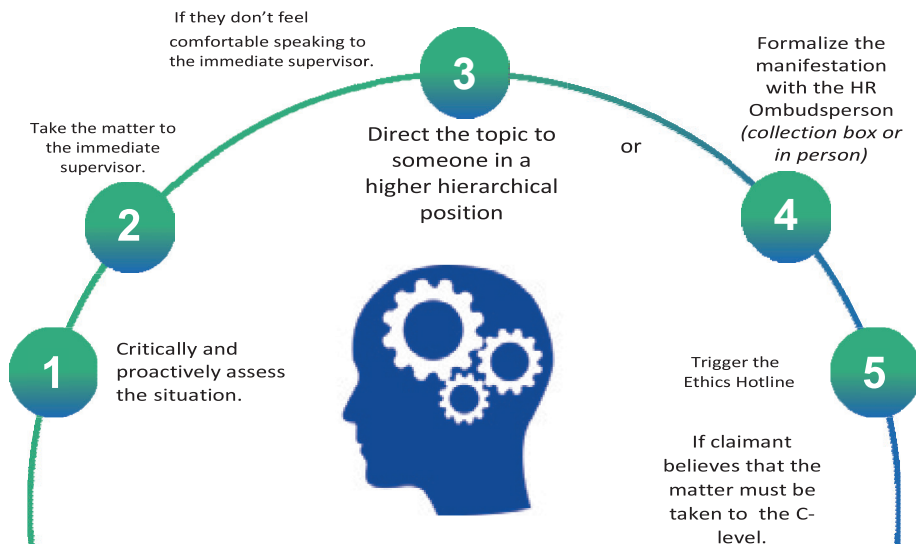 1
Critically and
proactively assess
the situation.
2
Take the matter to
the immediate
supervisor.
If they don’t feel
comfortable speaking to
the immediate supervisor.
3
Direct the topic to
someone in a
higher hierarchical
position
or
Formalize the
manifestation
with the HR
Ombudsperson
(collection box or
in person)
4
Trigger the
Ethics Hotline
5
If claimant
believes that the
matter must be
taken to  the C-
level.